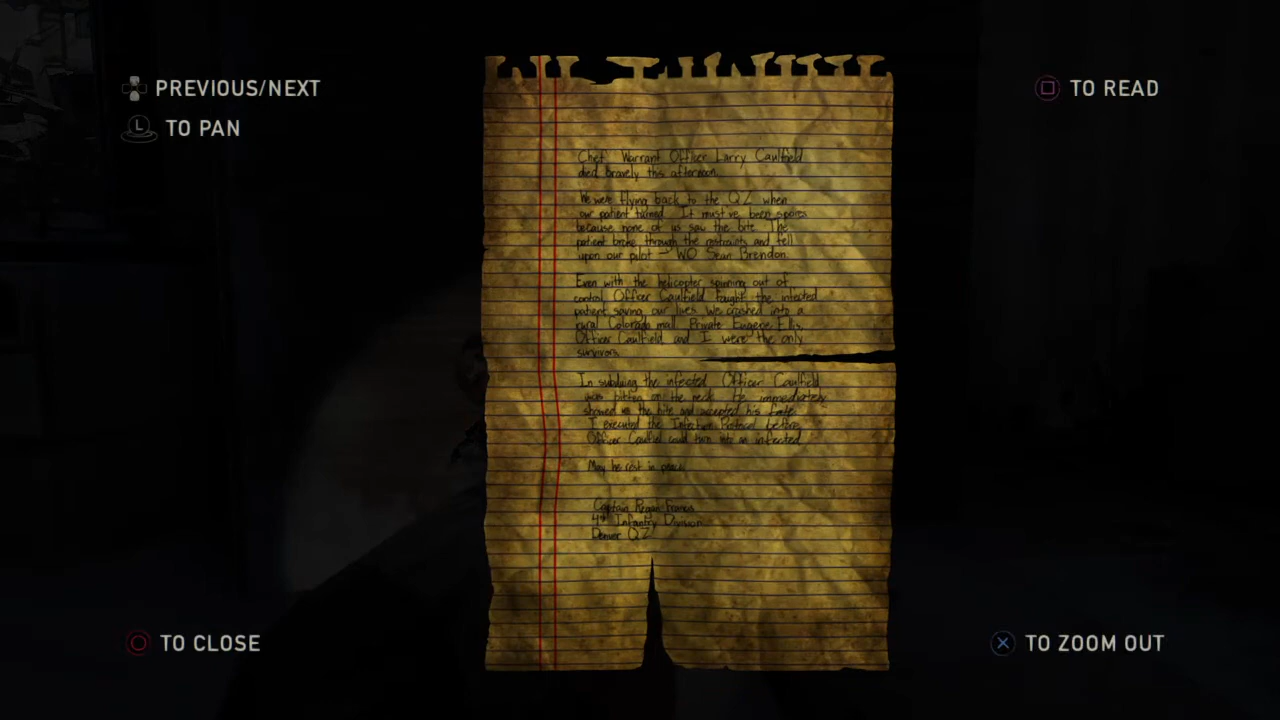 PREVIOUS/NEXT
L TO PAN
TO READ
Chef Warrant Officer Larry Caulfield
died bravely this afternoon.
We were flying back to the QZ when
our patient turned. It must've been spores
because none of us saw the bite. The
patient broke through the restraints and fell
upon our pilot — WO Sean Brendon.
Even with the helicopter spinning out of
control Officer Caulfield fought the infected
patient saving our lives. We crashed into a
rural Colorado mall. Private Eugene Ellis,
Officer Caulfield and I were the only
survivors.
In subduing the infected Officer Caulfield
was bitten on the neck. He immediately
showed us the bite and accepted his fate.
I executed the Infection Protocol before
Officer Caulfiel could turn into an infected.
May he rest in peace.
Captain Regan
4th Infantry Division
Denver QZ
TO CLOSE
TO ZOOM OUT